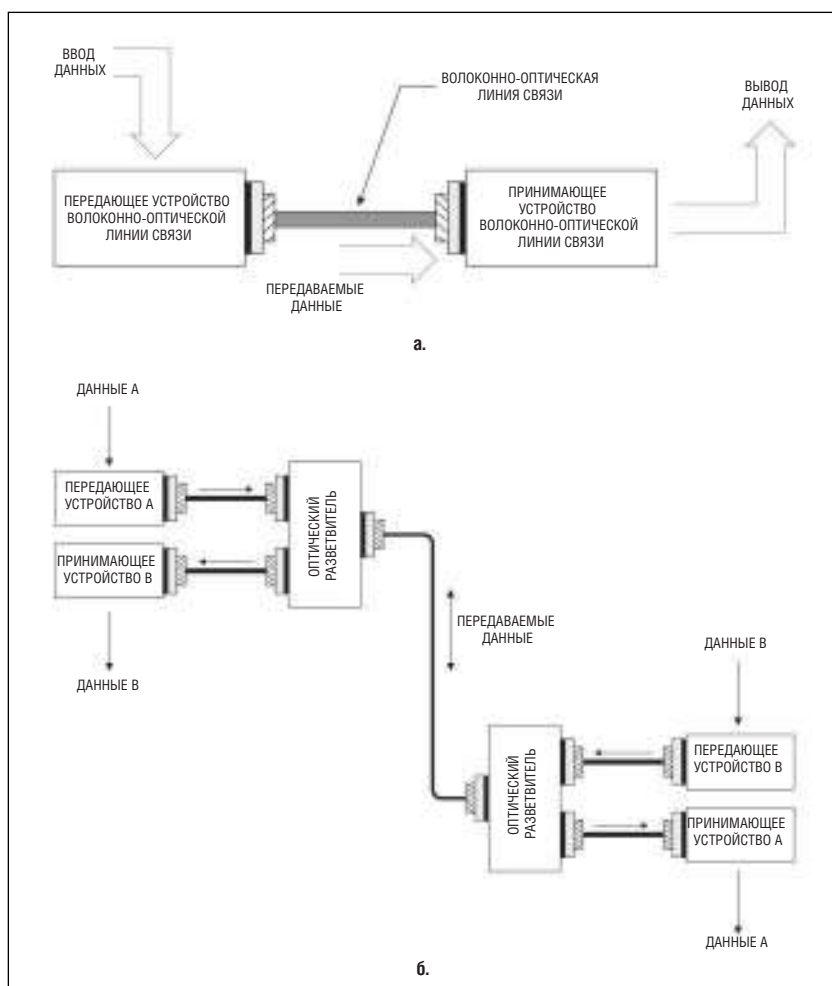 ВВОД
ДАННЫХ
ВОЛОКОННО-ОПТИЧЕСКАЯ
ЛИНИЯ СВЯЗИ
ВЫВОД
ДАННЫХ
ПЕРЕДАЮЩЕЕ УСТРОЙСТВО
ВОЛОКОННО-ОПТИЧЕСКОЙ
ЛИНИИ СВЯЗИ
ПРИНИМАЮЩЕЕ
УСТРОЙСТВО
ВОЛОКОННО-ОПТИЧЕСКОЙ
ЛИНИИ СВЯЗИ
ПЕРЕДАВАЕМЫЕ
ДАННЫЕ
а.
ДАННЫЕ А
ПЕРЕДАЮЩЕЕ
УСТРОЙСТВО А
ПРИНИМАЮЩЕЕ
УСТРОЙСТВО В
ОПТИЧЕСКИЙ
РАЗВЕТВИТЕЛЬ
ДАННЫЕ В
ПЕРЕДАВАЕМЫЕ
ДАННЫЕ
ДАННЫЕ В
ОПТИЧЕСКИЙ
РАЗВЕТВИТЕЛЬ
ПЕРЕДАЮЩЕЕ
УСТРОЙСТВО В
ПРИНИМАЮЩЕЕ
УСТРОЙСТВО А
ДАННЫЕ А
б.